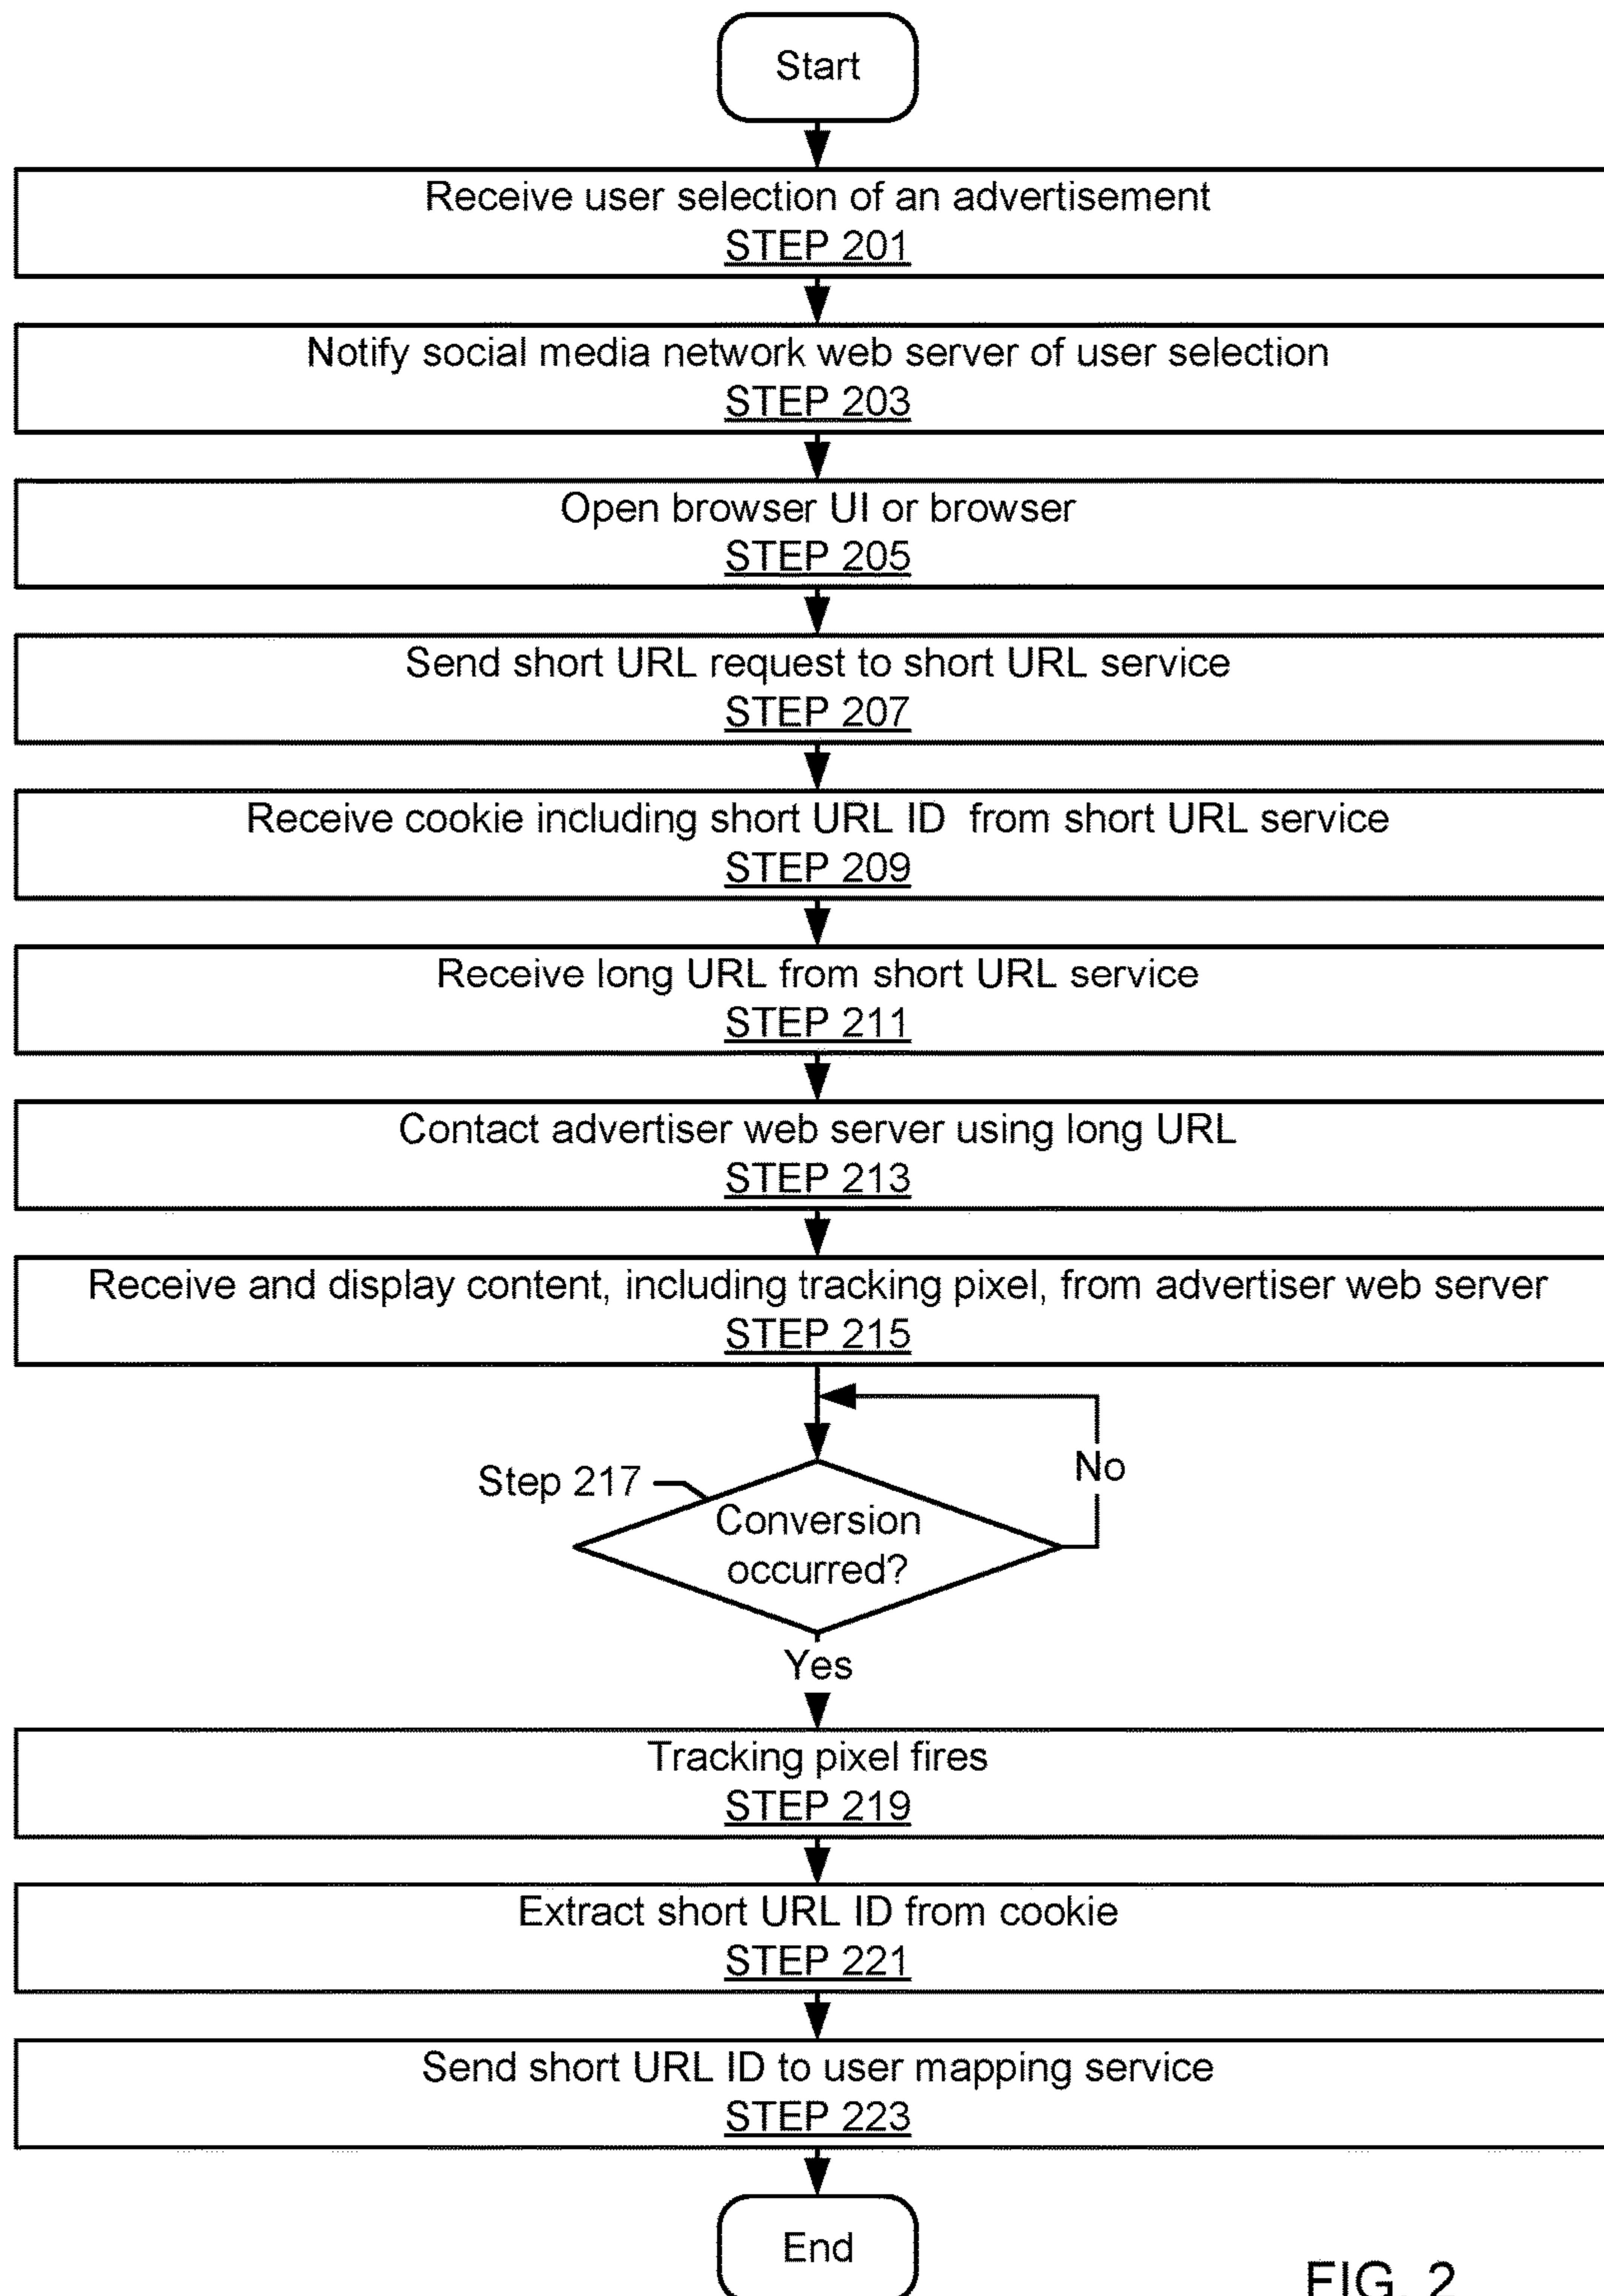 Start
Receive user selection of an advertisement
STEP 201
Notify social media network web server of user selection
STEP 203
Open browser UI or browser
STEP 205
Send short URL request to short URL service
STEP 207
Receive cookie including short URL ID from short URL service
STEP 209
Receive long URL from short URL service
STEP 211
Contact advertiser web server using long URL
STEP 213
Receive and display content, including tracking pixel, from advertiser web server
STEP 215
No
Step 217
Conversion
occurred?
Yes
Tracking pixel fires
STEP 219
Extract short URL ID from cookie
STEP 221
Send short URL ID to user mapping service
STEP 223
End
FIG. 2